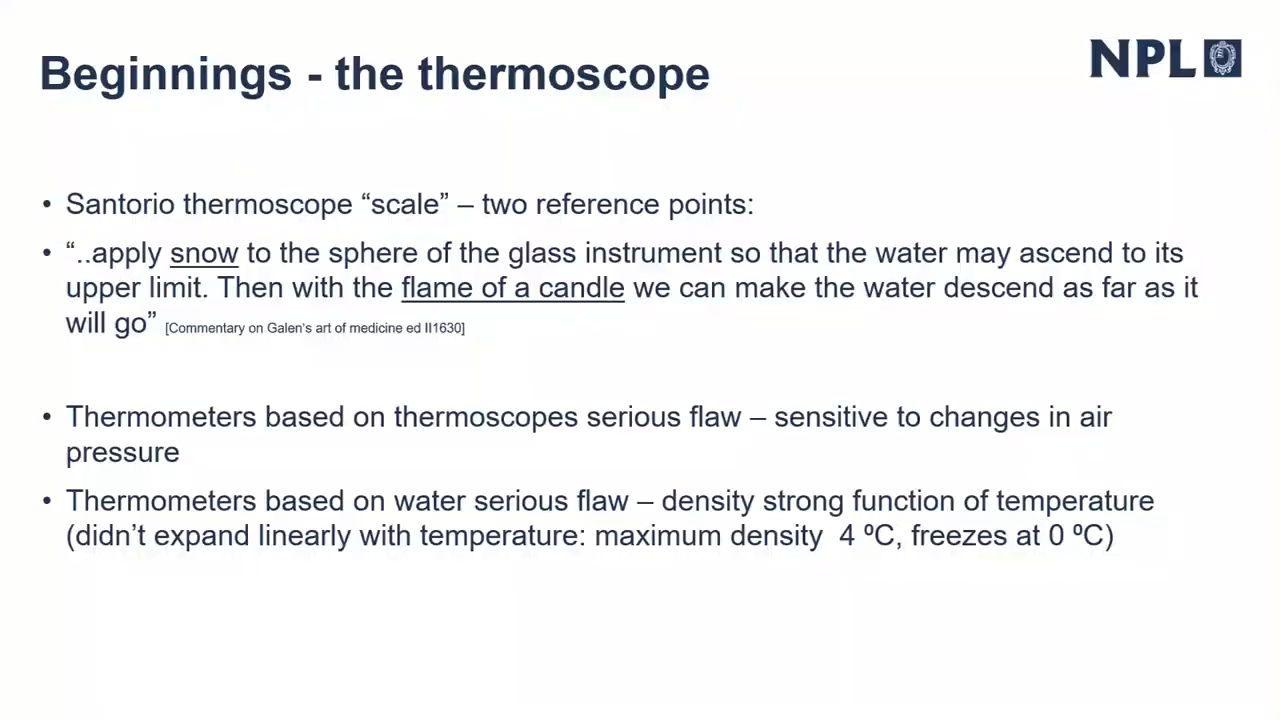 Beginnings - the thermoscope
NPL
• Santorio thermoscope “scale” – two reference points:
• “..apply snow to the sphere of the glass instrument so that the water may ascend to its
upper limit. Then with the flame of a candle we can make the water descend as far as it
will go” [Commentary on Galen’s art of medicine ed II1630]
• Thermometers based on thermoscopes serious flaw – sensitive to changes in air
pressure
• Thermometers based on water serious flaw – density strong function of temperature
(didn’t expand linearly with temperature: maximum density  4 ºC, freezes at 0 ºC)